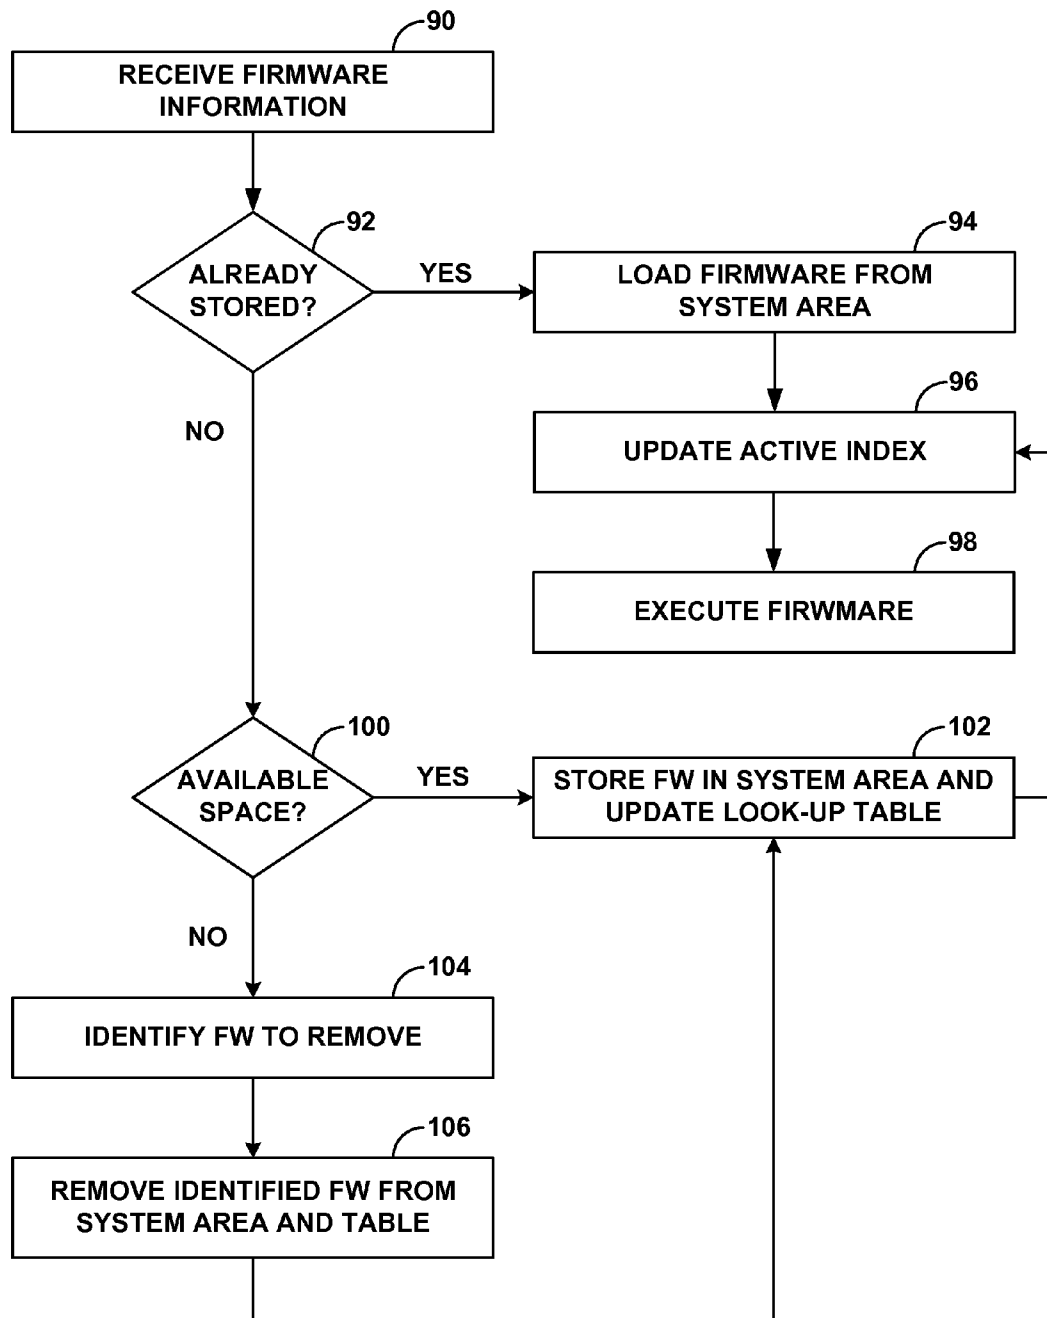 90
RECEIVE FIRMWARE
INFORMATION
92
ALREADY
STORED?
YES
94
LOAD FIRMWARE FROM
SYSTEM AREA
96
UPDATE ACTIVE INDEX
98
EXECUTE FIRWMARE
NO
100
AVAILABLE
SPACE?
YES
102
STORE FW IN SYSTEM AREA AND
UPDATE LOOK-UP TABLE
NO
104
IDENTIFY FW TO REMOVE
106
REMOVE IDENTIFIED FW FROM
SYSTEM AREA AND TABLE